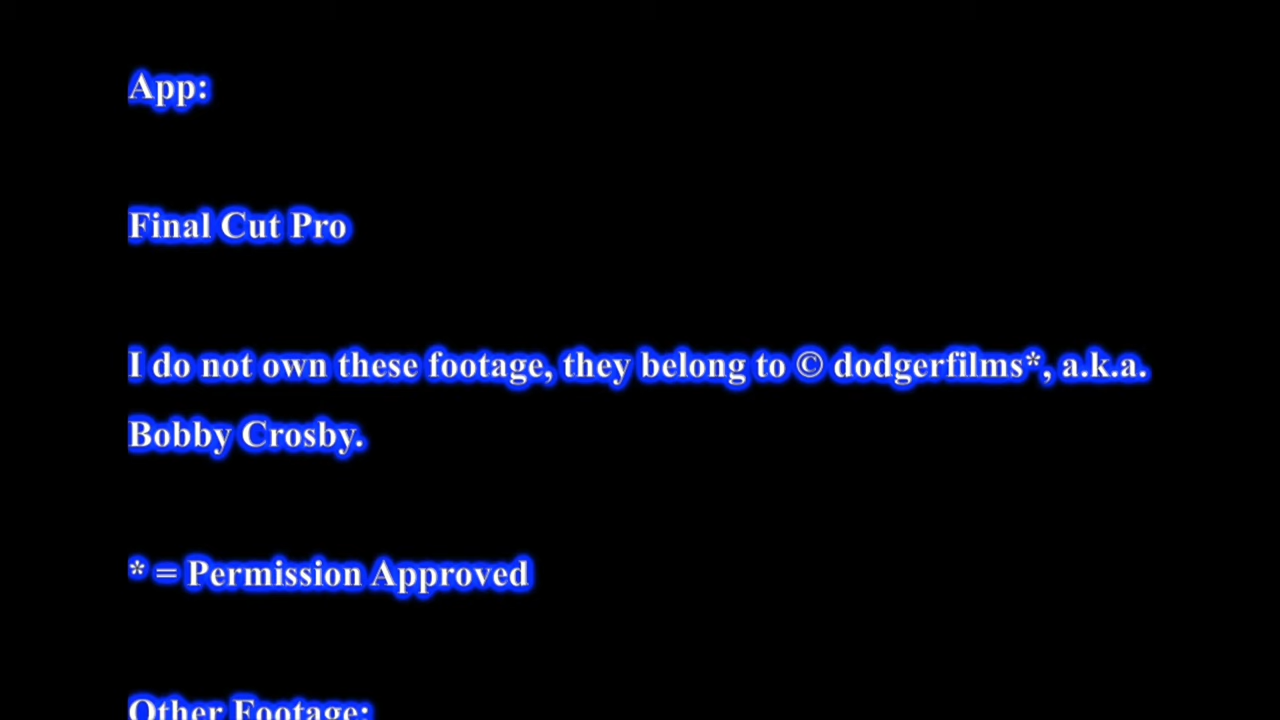 App:
Final Cut Pro
I do not own these footage, they belong to © dodgerfilms*, a.k.a.
Bobby Crosby.
* = Permission Approved
Other Footage: